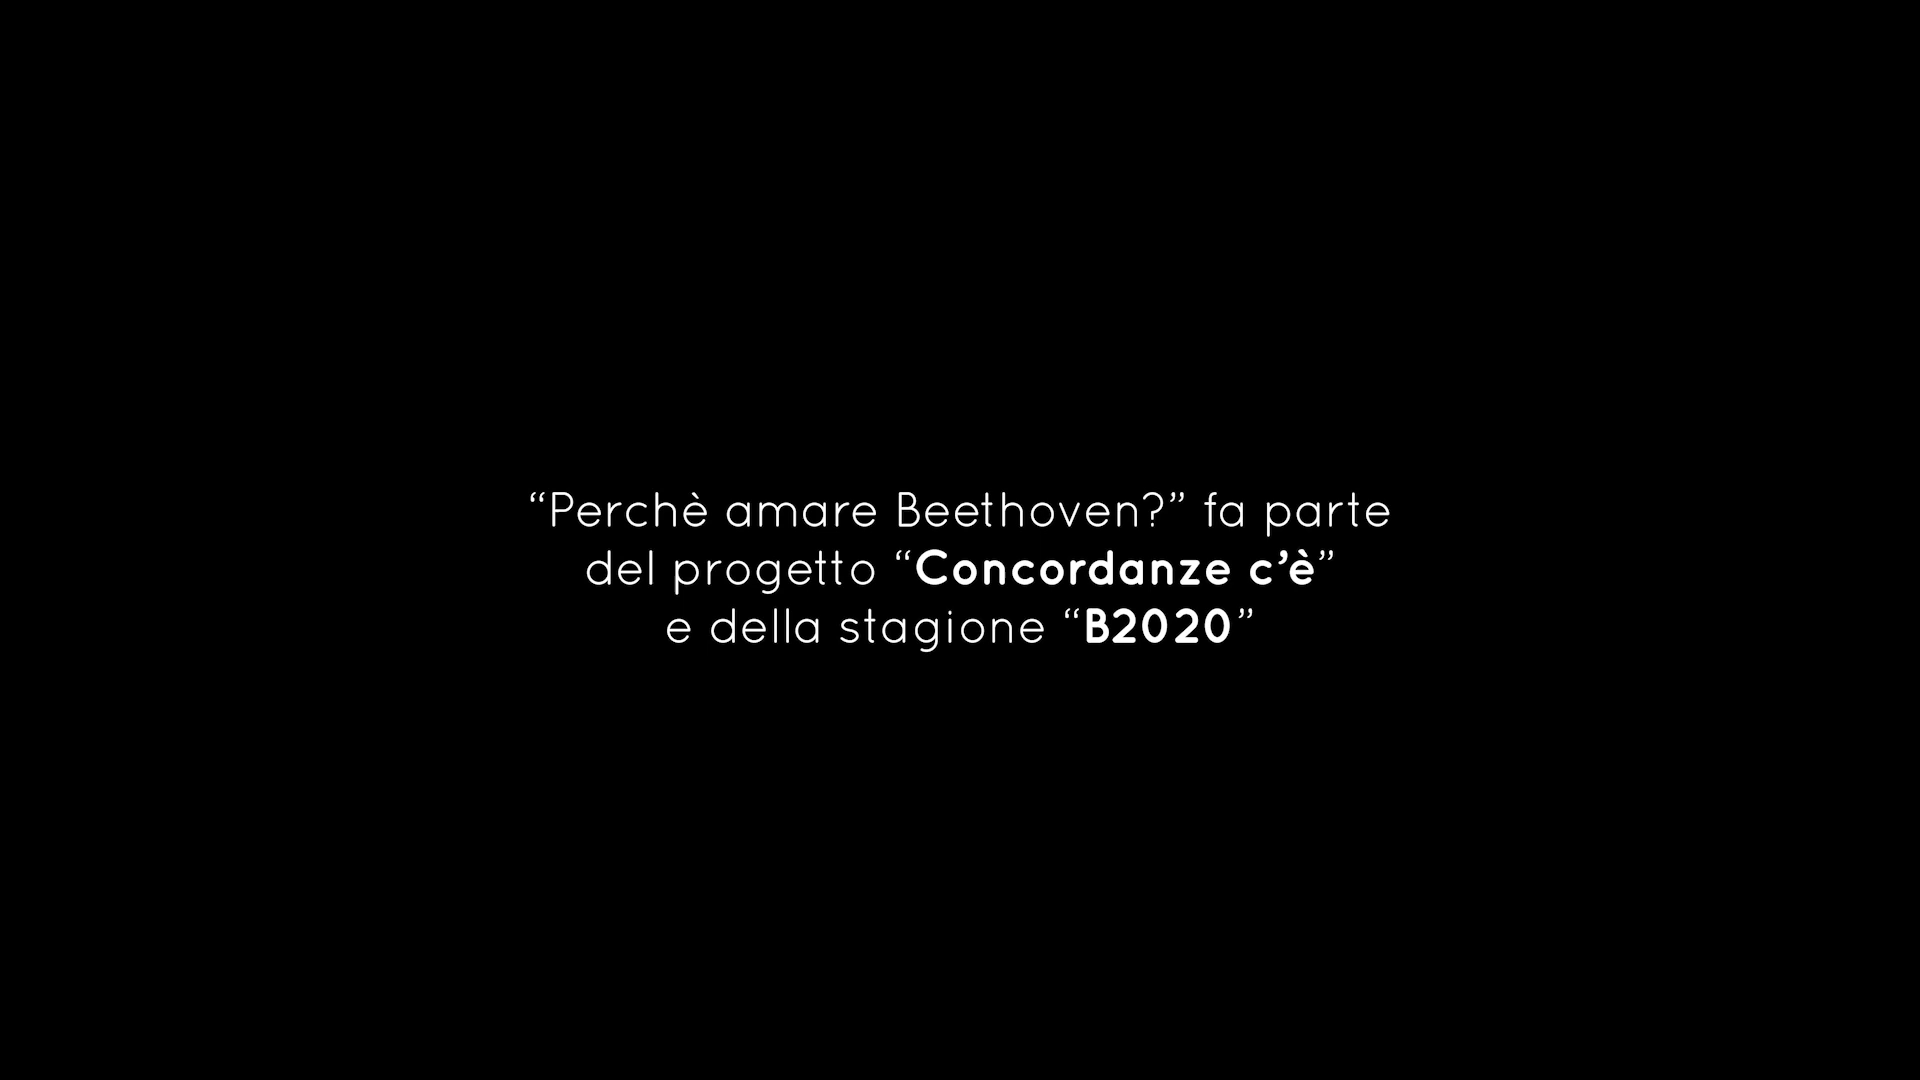 “Perchè amare Beethoven?” fa parte
del progetto “Concordanze c’è”
e della stagione “B2020”